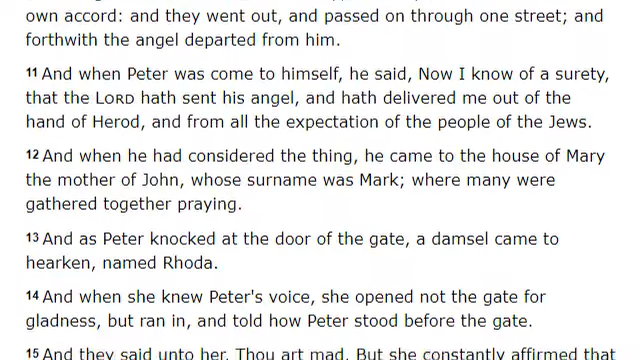 own accord: and they went out, and passed on through one street; and
forthwith the angel departed from him.
11 And when Peter was come to himself, he said, Now I know of a surety,
that the LORD hath sent his angel, and hath delivered me out of the
hand of Herod, and from all the expectation of the people of the Jews.
12 And when he had considered the thing, he came to the house of Mary
the mother of John, whose surname was Mark; where many were
gathered together praying.
13 And as Peter knocked at the door of the gate, a damsel came to
hearken, named Rhoda.
14 And when she knew Peter's voice, she opened not the gate for
gladness, but ran in, and told how Peter stood before the gate.
15 And they said unto her, Thou art mad. But she constantly affirmed that